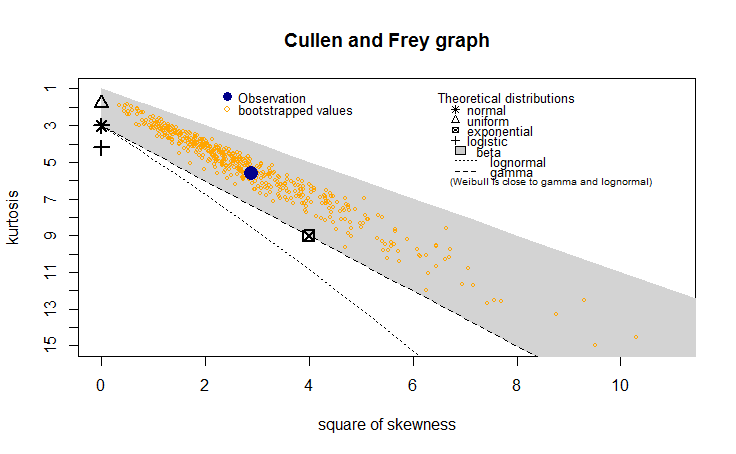 Cullen and Frey graph
Observation
bootstrapped values
Theoretical distributions
normal
uniform
exponential
logistic
beta
lognormal
gamma
(Weibull is close to gamma and lognormal)
kurtosis
1
3
5
7
9
11
13
15
0 2 4 6 8 10
square of skewness